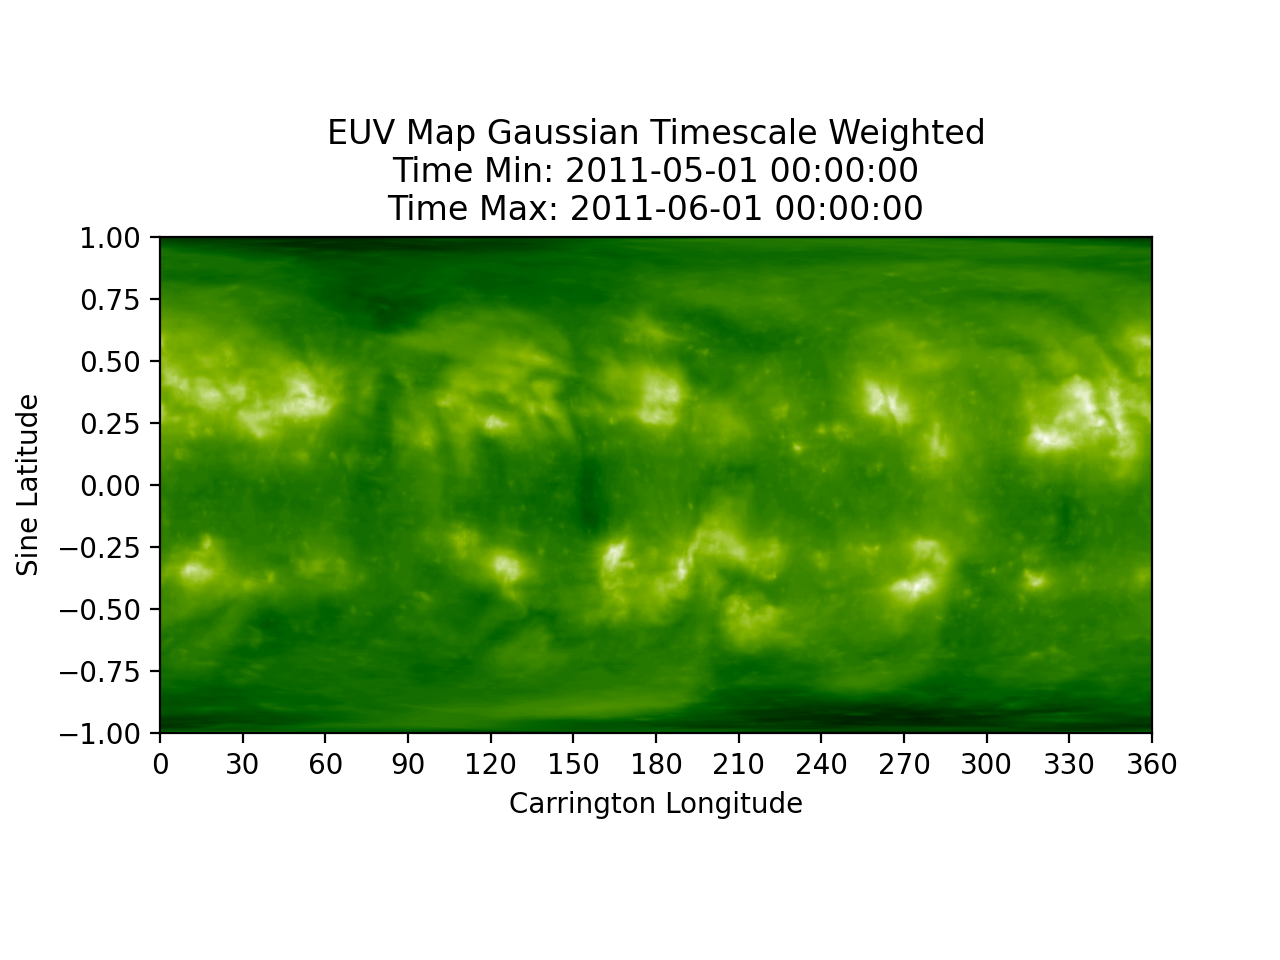 EUV Map Gaussian Timescale Weighted
Time Min: 2011-05-01 00:00:00
Time Max: 2011-06-01 00:00:00
1.00
0.75
0.50
0.25
0.00
−0.25
−0.50
−0.75
−1.00
Sine Latitude
0 30 60 90 120 150 180 210 240 270 300 330 360
Carrington Longitude